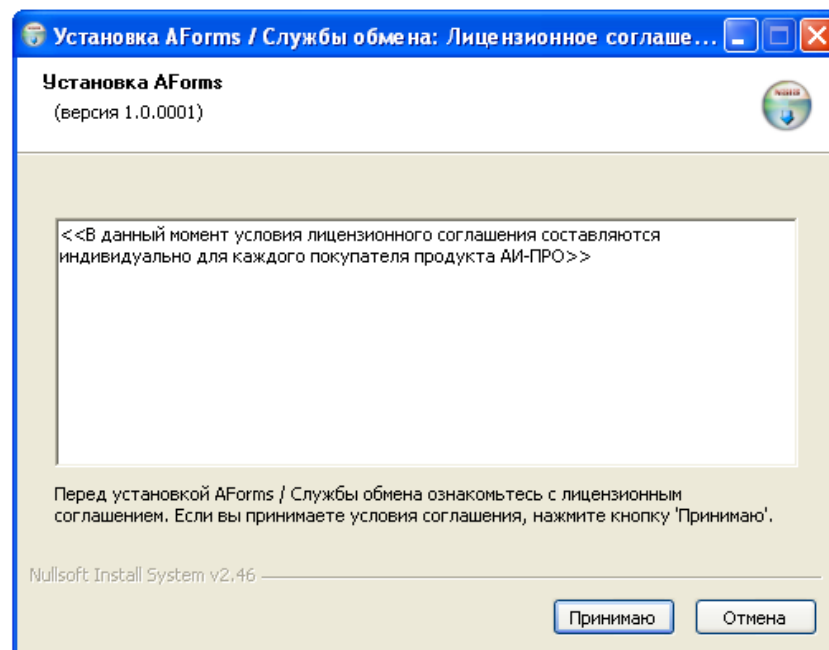 Установка AForms / Службы обмена: Лицензионное соглаше...
Установка AForms
(версия 1.0.0001)
<<В данный момент условия лицензионного соглашения составляются
индивидуально для каждого покупателя продукта АИ-ПРО>>
Перед установкой AForms / Службы обмена ознакомьтесь с лицензионным
соглашением. Если вы принимаете условия соглашения, нажмите кнопку 'Принимаю'.
Nullsoft Install System v2.46
Принимаю
Отмена